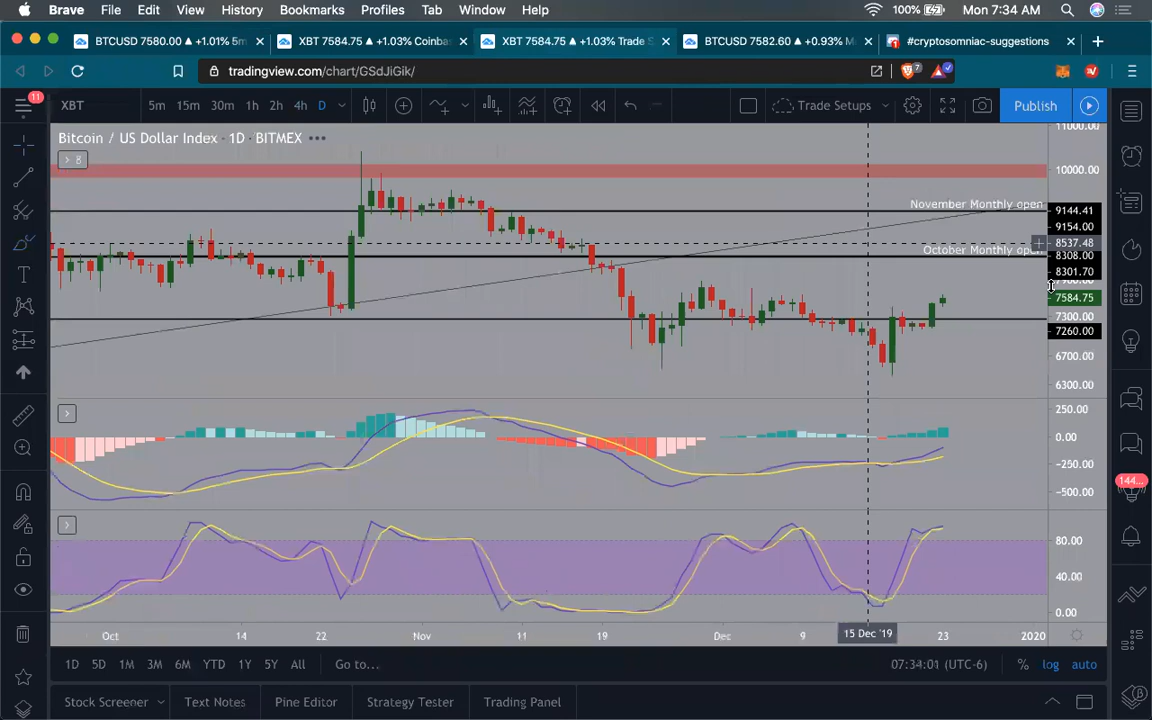 Brave File Edit View History Bookmarks Profiles Tab Window Help 100% Mon 7:34 AM
BTCUSD 7580.00 ▲ +1.01% 5m × XBT 7584.75 ▲ +1.03% Coinba × XBT 7584.75 ▲ +1.03% Trade S × BTCUSD 7582.60 ▲ +0.93% M × #cryptosomniac-suggestions × +
tradingview.com/chart/GSdJiGik/ 7
11 XBT 5m 15m 30m 1h 2h 4h D Trade Setups Publish
Bitcoin / US Dollar Index · 1D · BITMEX •••
> 8
11000.00
10000.00
November Monthly open 9144.41
9154.00
8537.48
October Monthly open 8308.00
8301.70
7584.75
7300.00
7260.00
6700.00
6300.00
250.00
0.00
−250.00
−500.00
144...
80.00
40.00
0.00
Oct 14 22 Nov 11 19 Dec 9 15 Dec '19 23 2020
1D 5D 1M 3M 6M YTD 1Y 5Y All Go to... 07:34:01 (UTC-6) % log auto
Stock Screener Text Notes Pine Editor Strategy Tester Trading Panel